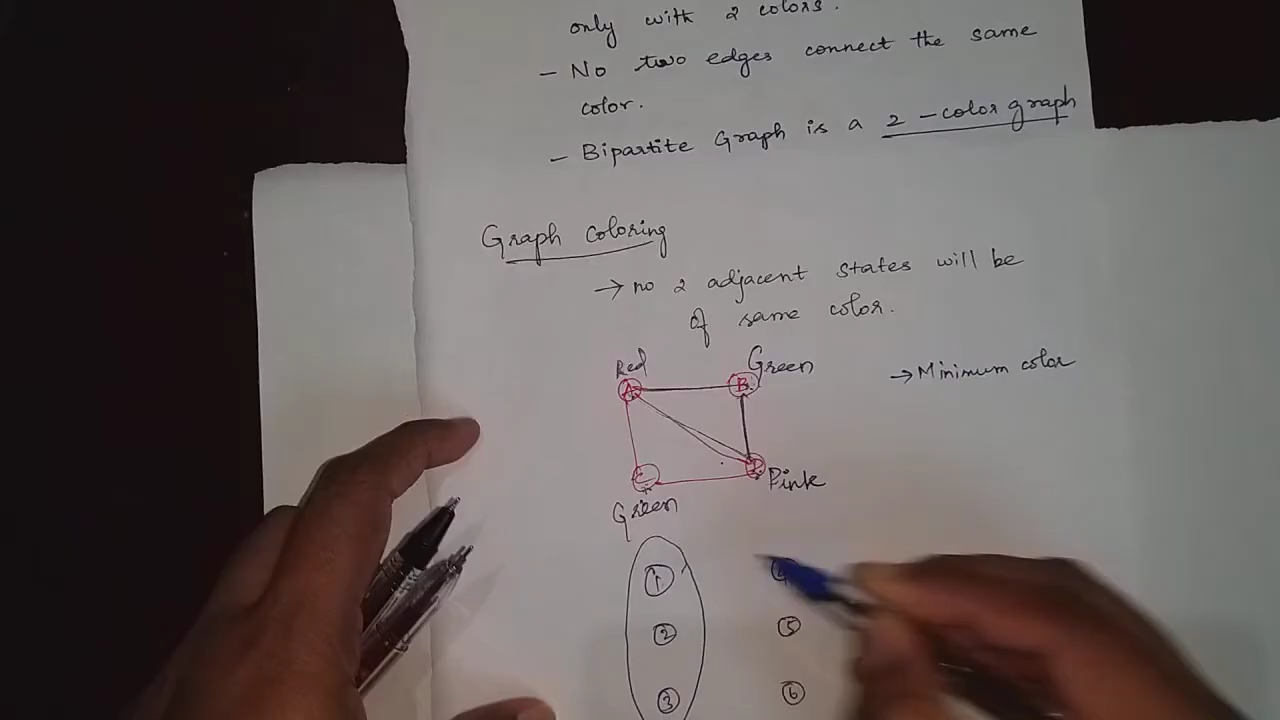 only with 2 colors.
- No two edges connect the same
color.
- Bipartite Graph is a 2-color graph
Graph coloring
→ no 2 adjacent states will be
of same color.
Red
Green
→ Minimum color
A
B
C
D
Pink
Green
1
4
2
5
3
6